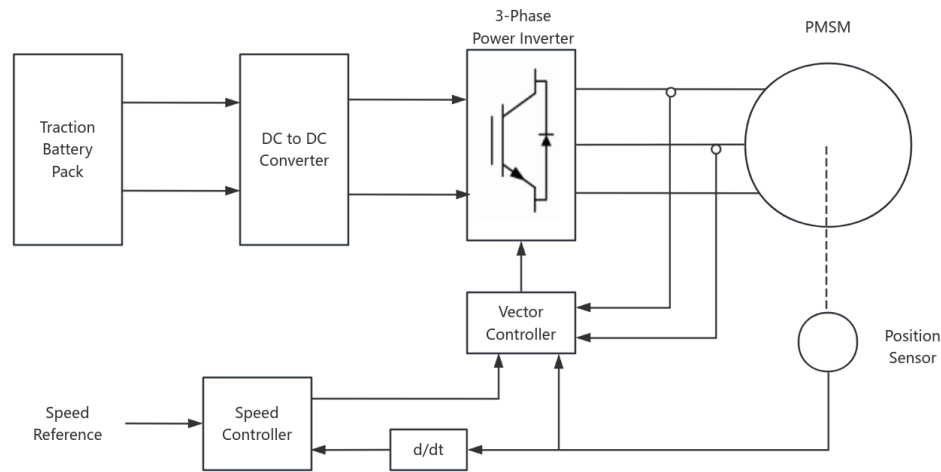 3-Phase
Power Inverter
PMSM
Traction
Battery
Pack
DC to DC
Converter
Vector
Controller
Position
Sensor
Speed
Reference
Speed
Controller
d/dt